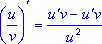 (u/v)′ = (u′v − u′v)/u²